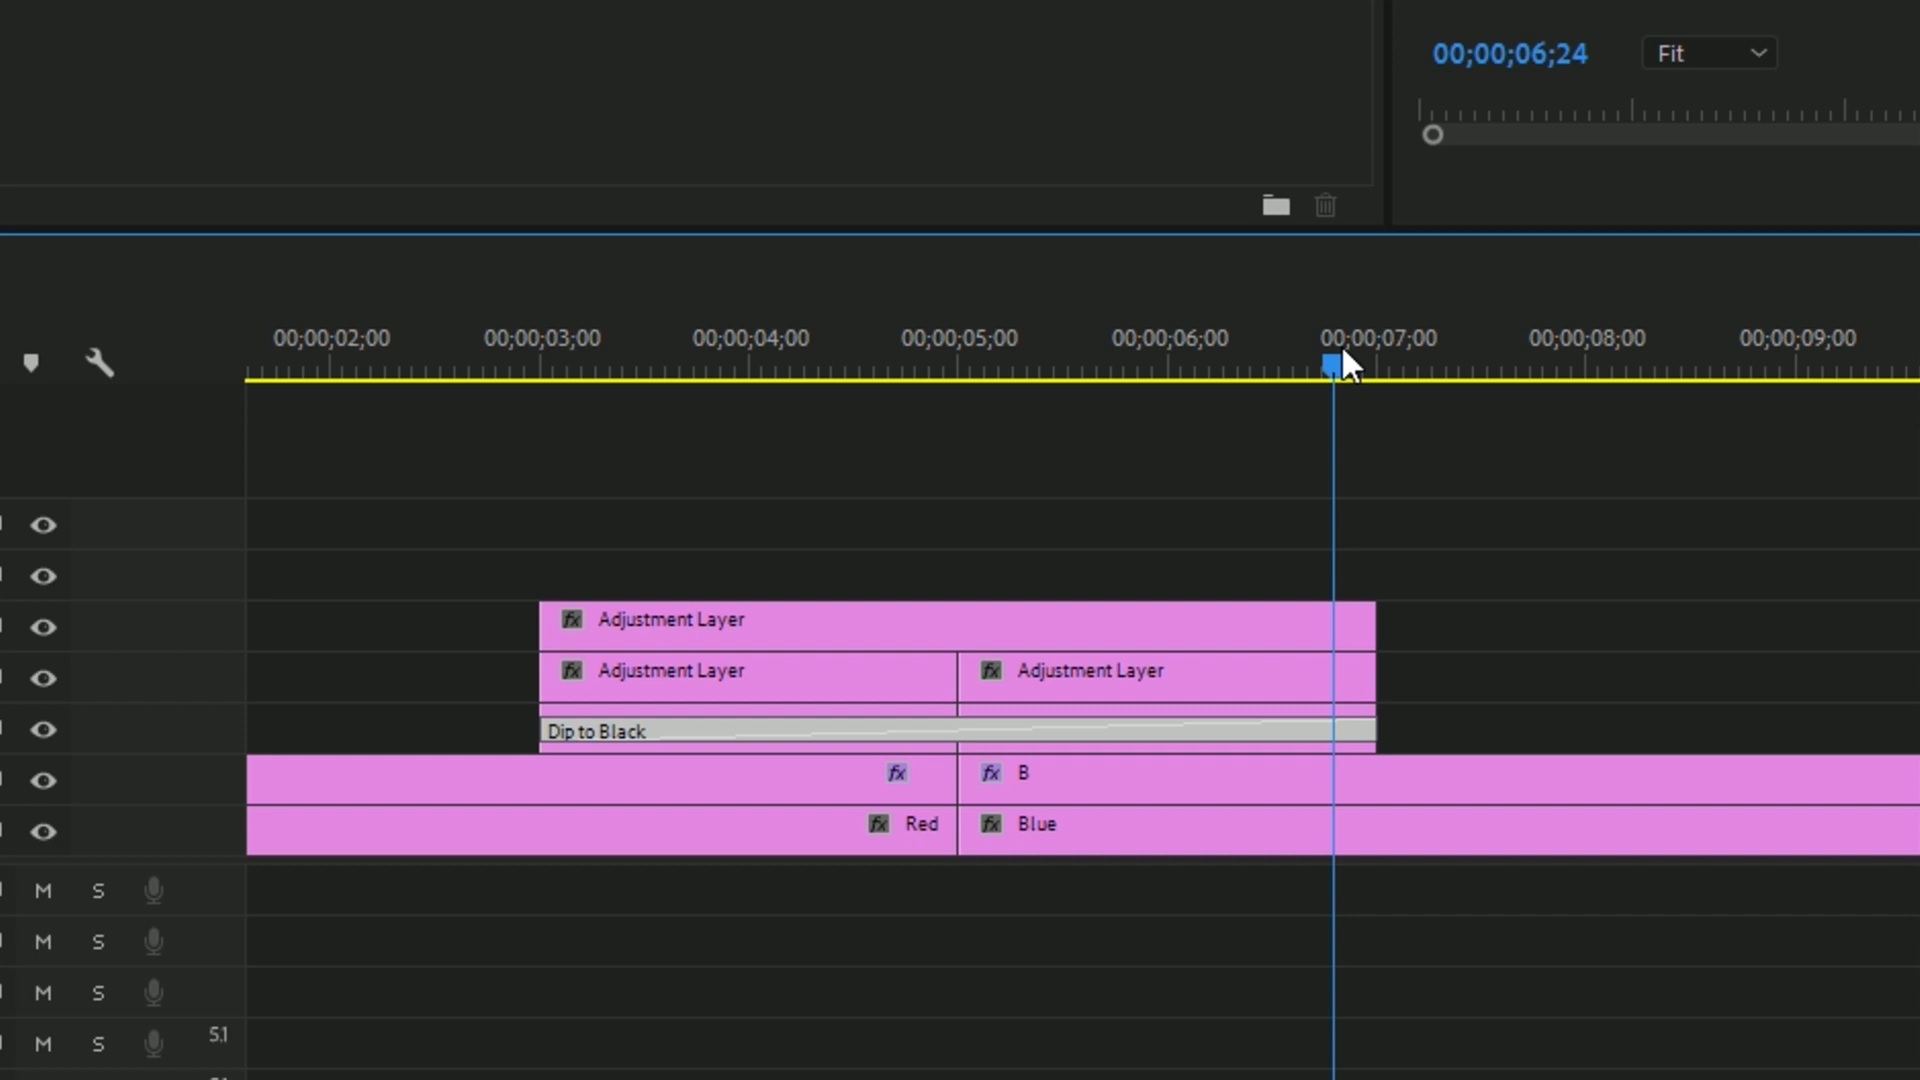 00;00;06;24 Fit
00;00;02;00 00;00;03;00 00;00;04;00 00;00;05;00 00;00;06;00 00;00;07;00 00;00;08;00 00;00;09;00
fx Adjustment Layer
fx Adjustment Layer fx Adjustment Layer
Dip to Black
fx fx B
fx Red fx Blue
M S
M S
M S
M S 5.1